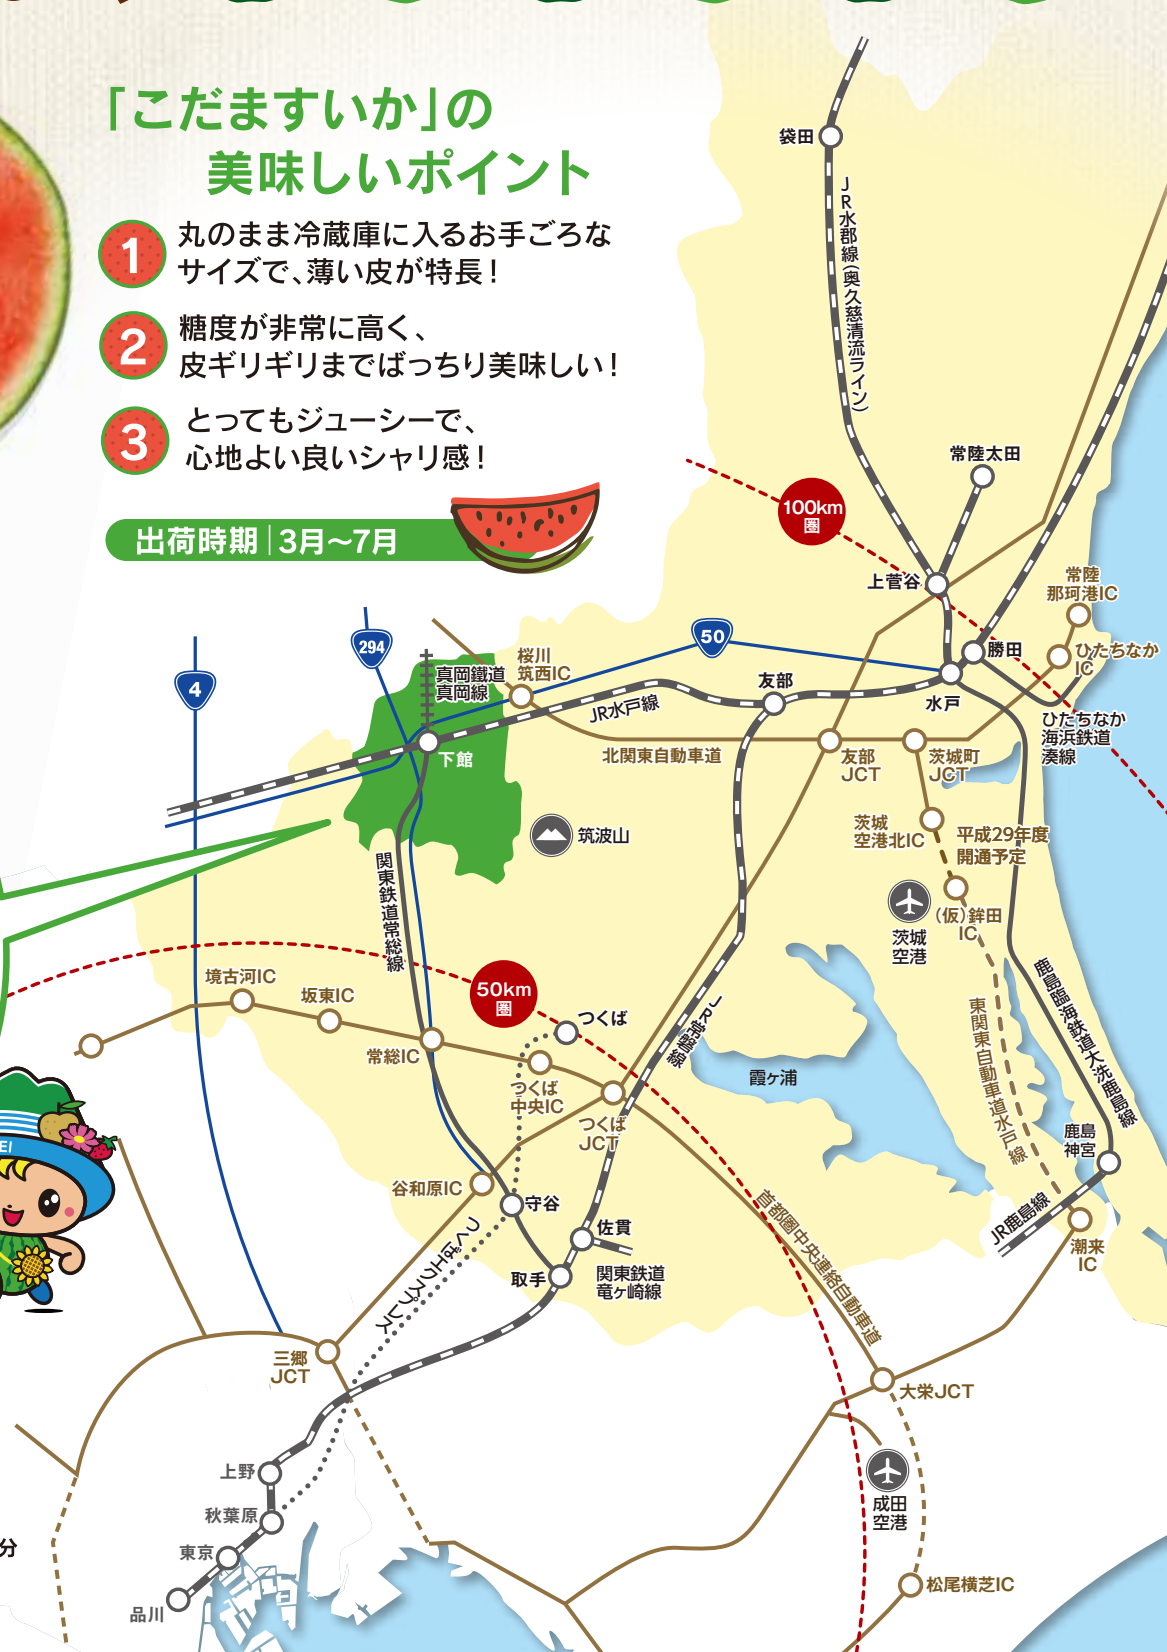 「こだますいか」の
美味しいポイント
1
丸のまま冷蔵庫に入るお手ごろな
サイズで、薄い皮が特長！
2
糖度が非常に高く、
皮ギリギリまでばっちり美味しい！
3
とってもジューシーで、
心地よい良いシャリ感！
出荷時期｜3月〜7月
袋田
JR水郡線（奥久慈清流ライン）
常陸太田
100km
圏
上菅谷
常陸
那珂港IC
ひたちなか
IC
勝田
水戸
ひたちなか
海浜鉄道
湊線
4
294
50
真岡鐵道
真岡線
桜川
筑西IC
JR水戸線
友部
下館
北関東自動車道
友部
JCT
茨城町
JCT
筑波山
茨城
空港北IC
平成29年度
開通予定
（仮）鉾田
IC
茨城
空港
関東鉄道常総線
境古河IC
坂東IC
50km
圏
つくば
常総IC
つくば
中央IC
つくば
JCT
JR常磐線
霞ヶ浦
東関東自動車道水戸線
鹿島臨海鉄道大洗鹿島線
鹿島
神宮
JR鹿島線
潮来
IC
EI
谷和原IC
守谷
佐貫
取手
関東鉄道
竜ヶ崎線
つくばエクスプレス
首都圏中央連絡自動車道
三郷
JCT
大栄JCT
成田
空港
松尾横芝IC
上野
秋葉原
東京
品川
分